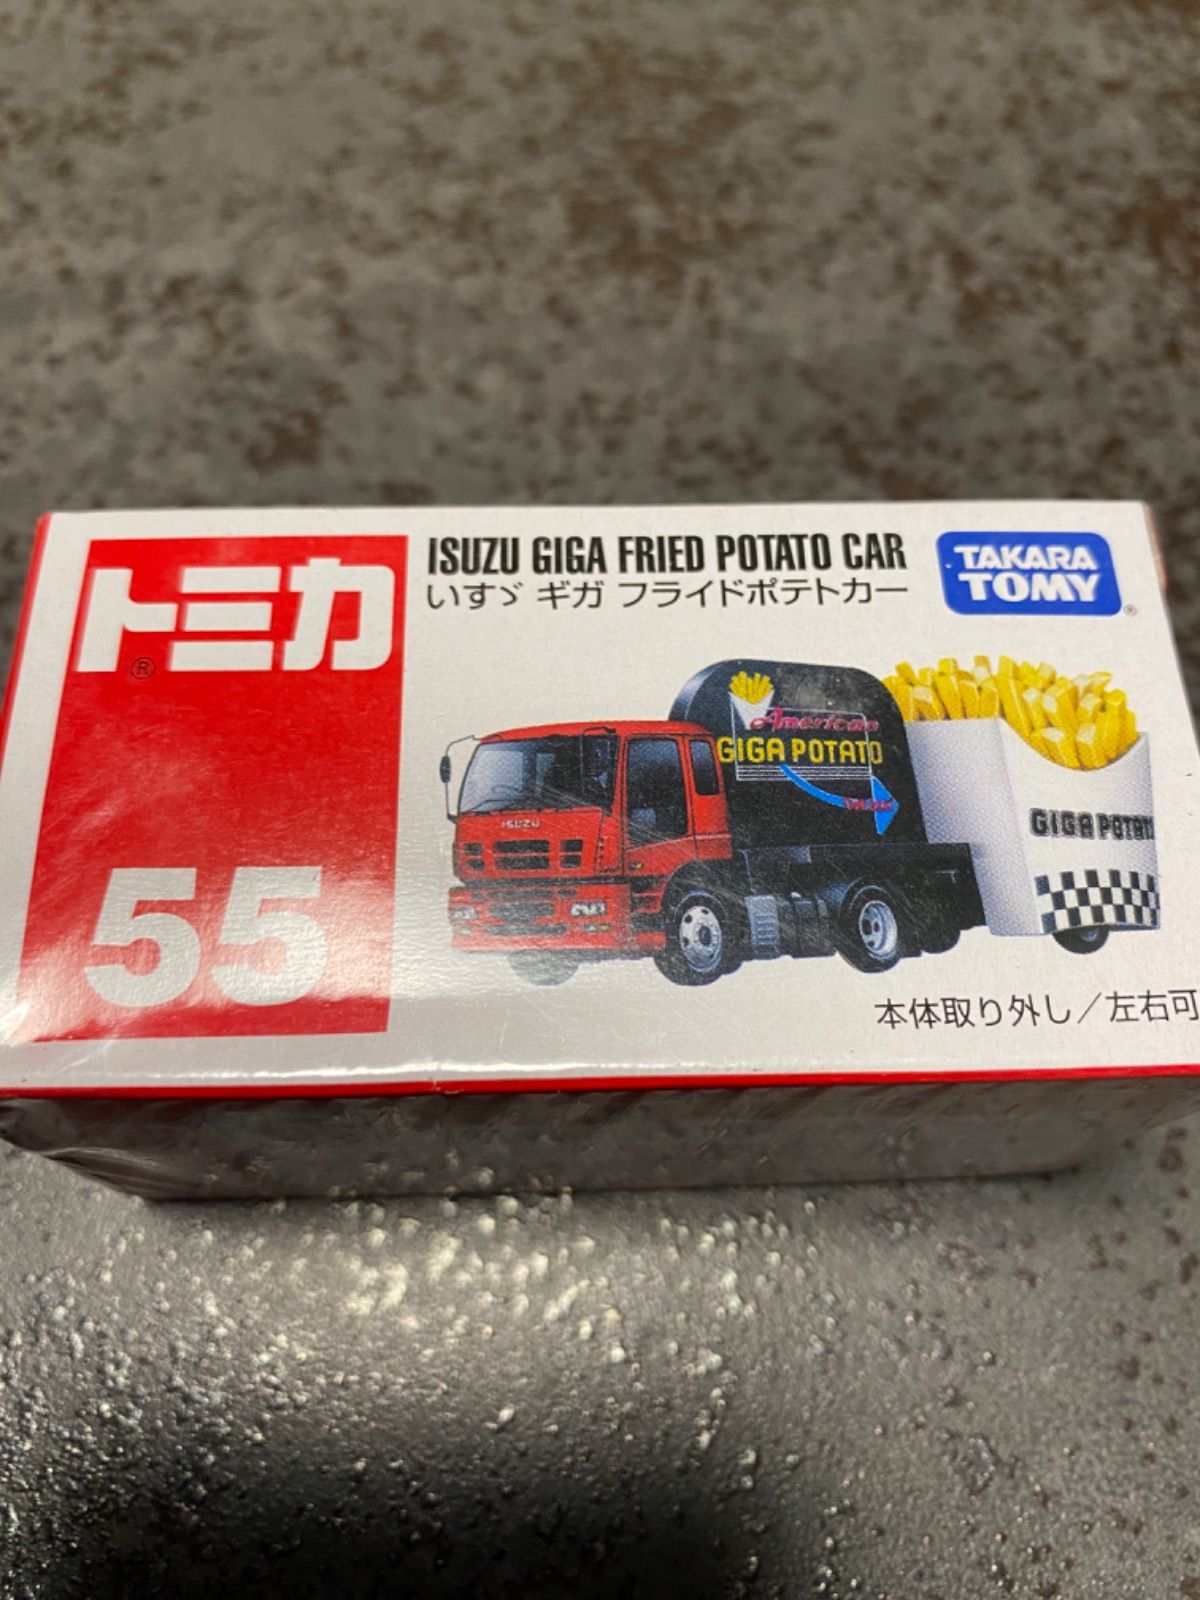 トミカ
®
55
ISUZU GIGA FRIED POTATO CAR
いすゞ ギガ フライドポテトカー
TAKARA
TOMY®
ISUZU
American
GIGA POTATO
GIGA POTATO
本体取り外し／左右可